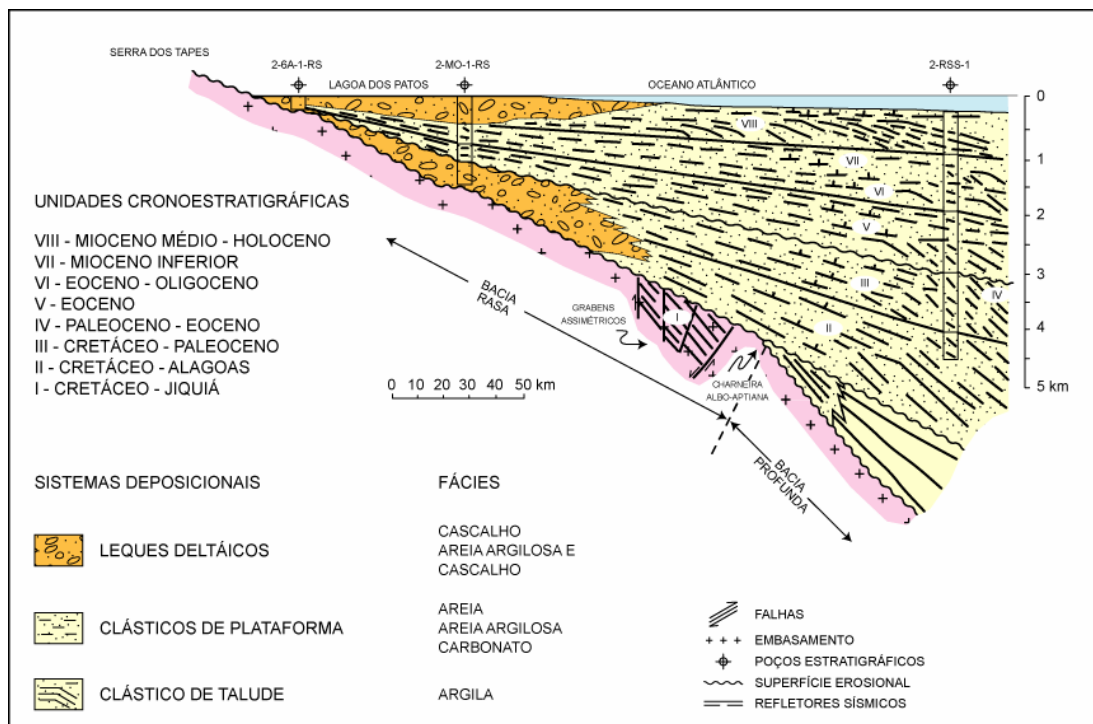 SERRA DOS TAPES
2-6A-1-RS
LAGOA DOS PATOS
2-MO-1-RS
OCEANO ATLÂNTICO
2-RSS-1
0
1
2
3
4
5 km
VIII
VII
VI
V
IV
III
II
I
UNIDADES CRONOESTRATIGRÁFICAS
VIII - MIOCENO MÉDIO - HOLOCENO
VII - MIOCENO INFERIOR
VI - EOCENO - OLIGOCENO
V - EOCENO
IV - PALEOCENO - EOCENO
III - CRETÁCEO - PALEOCENO
II - CRETÁCEO - ALAGOAS
I - CRETÁCEO - JIQUIÁ
BACIA
RASA
GRABENS
ASSIMÉTRICOS
CHARNEIRA
ALBO-APTIANA
BACIA
PROFUNDA
0 10 20 30 40 50 km
SISTEMAS DEPOSICIONAIS
FÁCIES
LEQUES DELTÁICOS
CASCALHO
AREIA ARGILOSA E
CASCALHO
CLÁSTICOS DE PLATAFORMA
AREIA
AREIA ARGILOSA
CARBONATO
CLÁSTICO DE TALUDE
ARGILA
FALHAS
EMBASAMENTO
POÇOS ESTRATIGRÁFICOS
SUPERFÍCIE EROSIONAL
REFLETORES SÍSMICOS